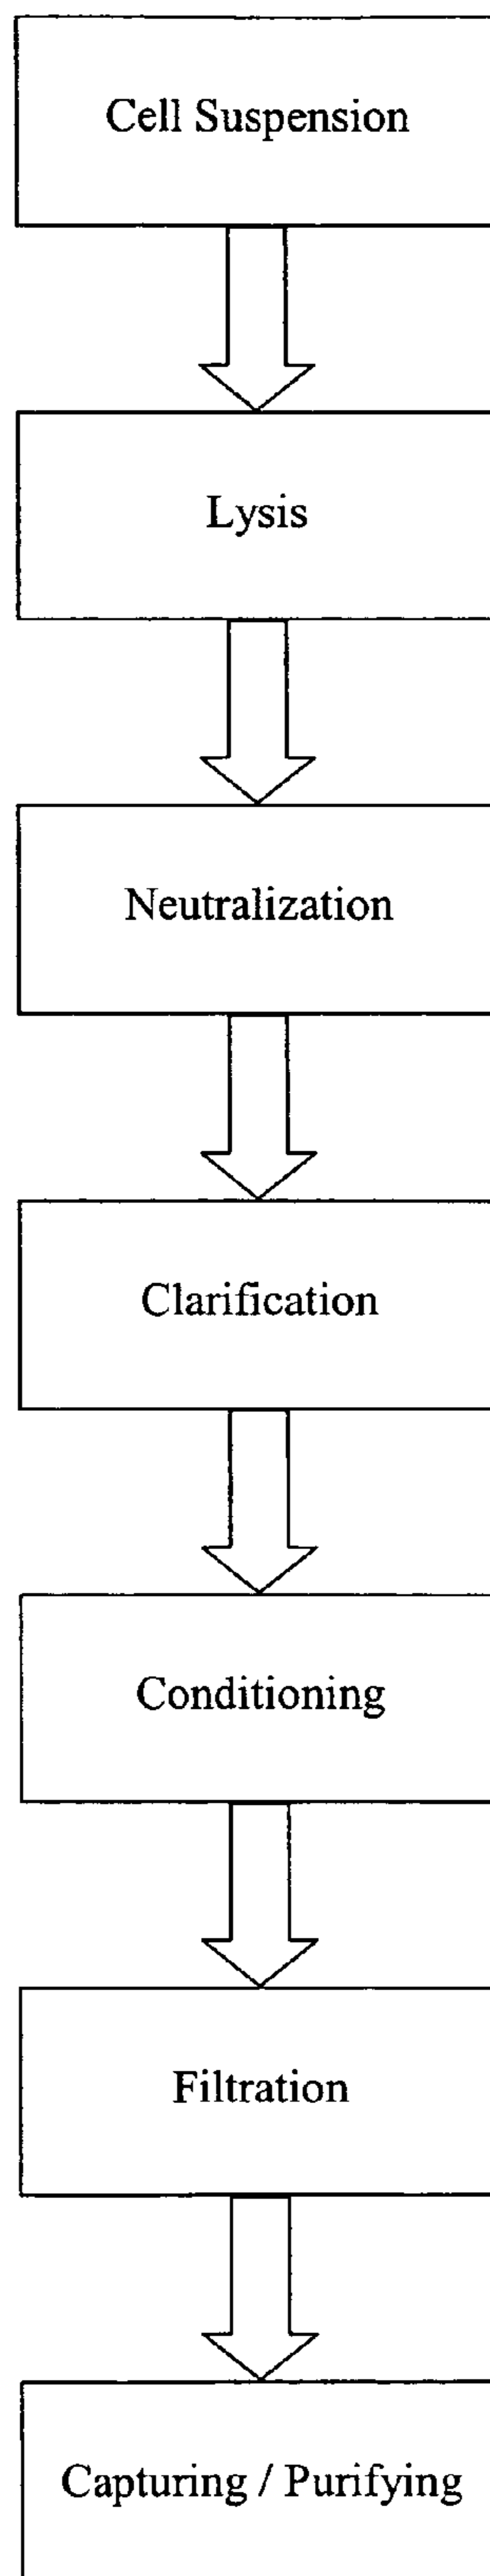 Cell Suspension
Lysis
Neutralization
Clarification
Conditioning
Filtration
Capturing / Purifying